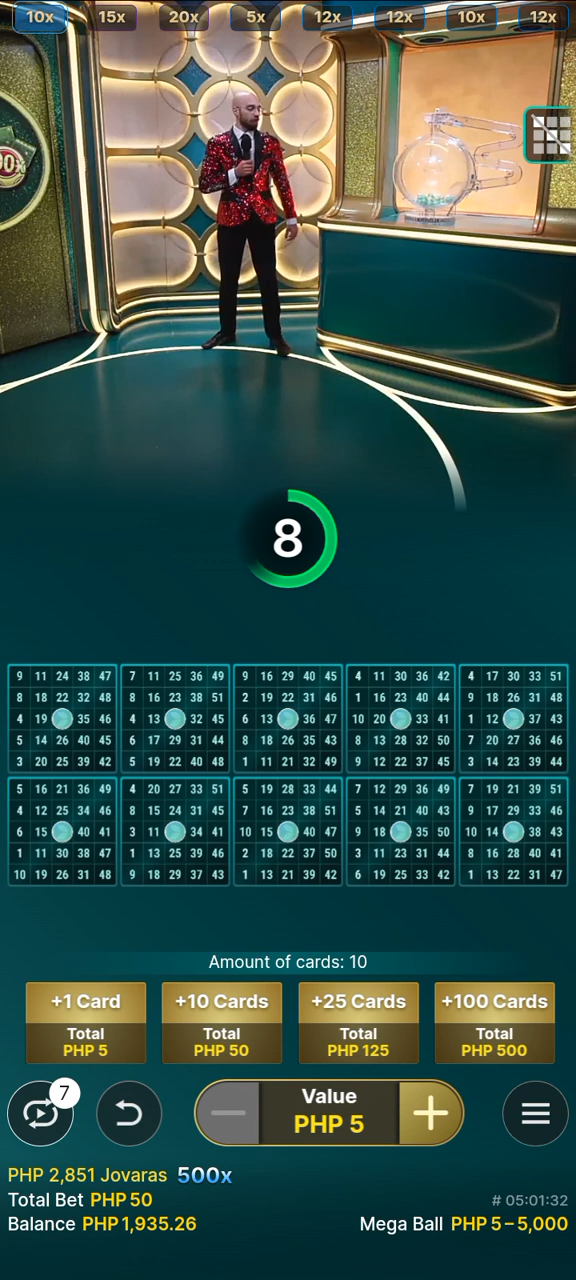 10x 15x 20x 5x 12x 12x 10x 12x
8
9 11 24 38 47
8 18 22 32 48
4 19 35 46
5 14 26 40 45
3 20 25 39 42
7 11 25 36 49
8 16 23 38 51
4 13 32 45
6 17 29 31 44
5 19 22 40 48
9 16 29 40 45
2 19 22 31 46
6 13 36 47
8 18 26 35 43
1 11 21 39 49
4 11 30 36 42
1 16 23 40 44
10 20 33 41
8 13 28 32 50
9 12 22 37 45
4 17 30 33 51
9 18 26 31 48
1 12 37 43
7 20 27 36 46
3 14 23 39 44
5 16 21 36 49
4 12 25 34 46
6 15 40 41
1 11 30 38 47
10 19 26 31 48
4 20 27 33 51
8 15 24 31 45
3 11 34 41
1 13 25 39 46
9 18 29 37 43
5 19 28 33 44
7 16 23 38 51
10 15 40 47
2 18 22 37 50
1 13 21 39 42
7 12 29 36 49
5 14 21 40 43
9 18 35 50
3 11 23 31 44
6 19 25 33 42
7 19 21 39 51
9 17 29 33 46
10 14 38 43
8 16 28 40 41
1 13 22 31 47
Amount of cards: 10
+1 Card
Total
PHP 5
+10 Cards
Total
PHP 50
+25 Cards
Total
PHP 125
+100 Cards
Total
PHP 500
7
Value
PHP 5
PHP 2,851 Jovaras 500x
Total Bet PHP 50
# 05:01:32
Balance PHP 1,935.26
Mega Ball PHP 5–5,000